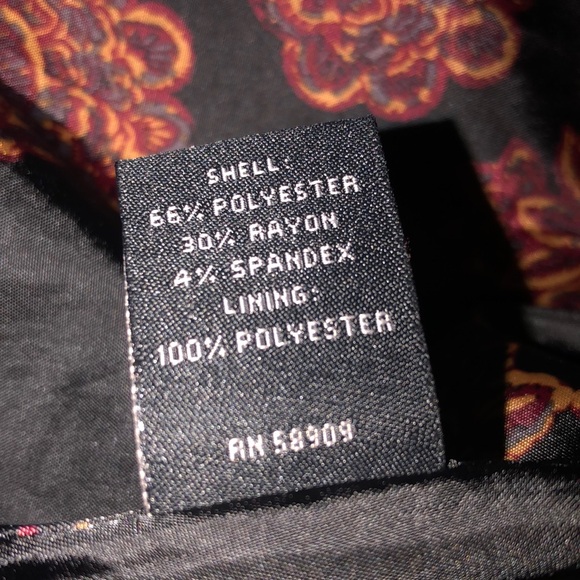 SHELL:
66% POLYESTER
30% RAYON
4% SPANDEX
LINING:
100% POLYESTER
RN 58909